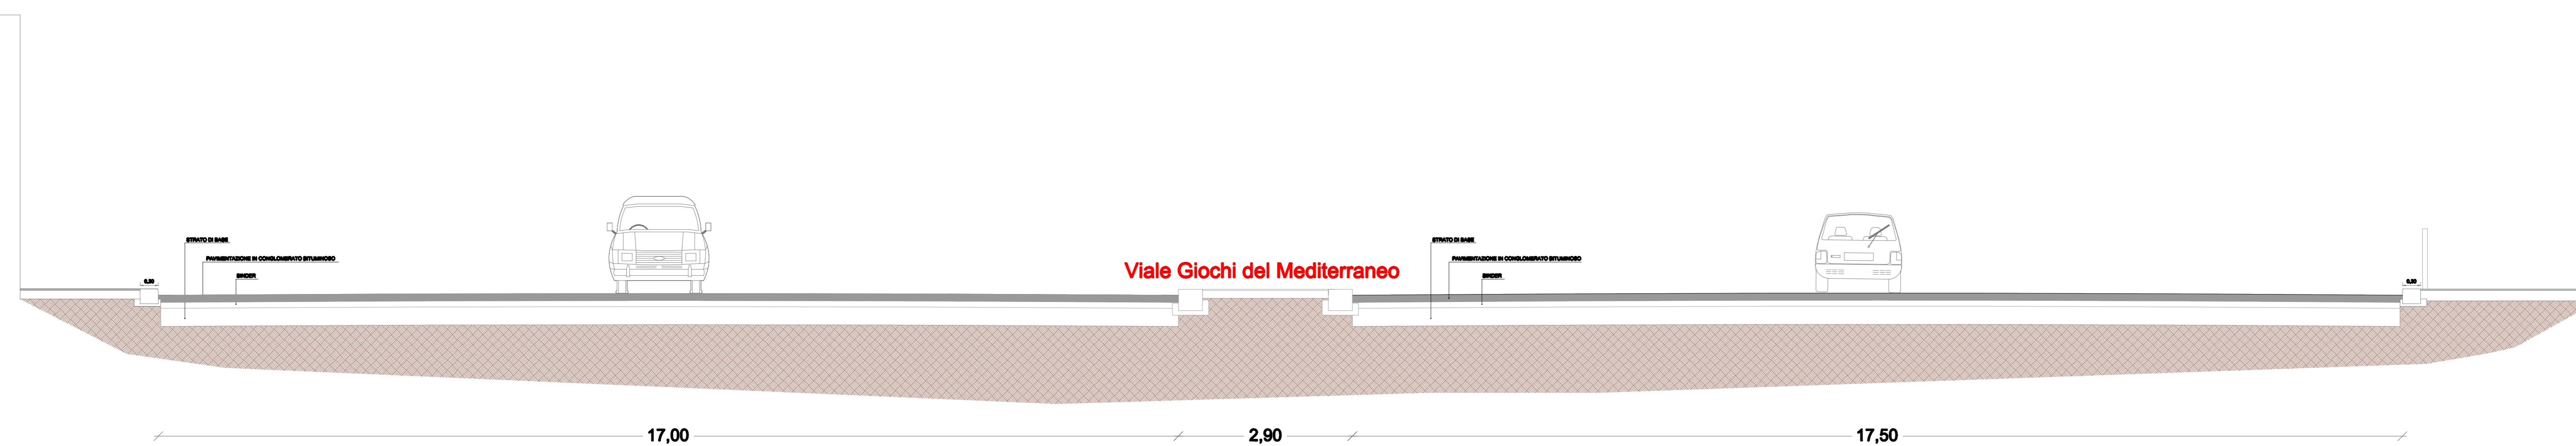 STRATO DI BASE
PAVIMENTAZIONE IN CONGLOMERATO BITUMINOSO
BINDER
0,30
Viale Giochi del Mediterraneo
STRATO DI BASE
PAVIMENTAZIONE IN CONGLOMERATO BITUMINOSO
BINDER
0,30
17,00
2,90
17,50